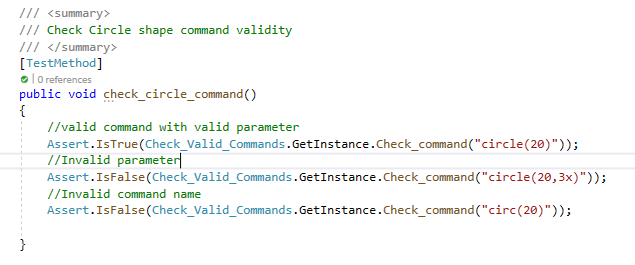 /// <summary>
/// Check Circle shape command validity
/// </summary>
[TestMethod]
| 0 references
public void check_circle_command()
{
//valid command with valid parameter
Assert.IsTrue(Check_Valid_Commands.GetInstance.Check_command("circle(20)"));
//Invalid parameter
Assert.IsFalse(Check_Valid_Commands.GetInstance.Check_command("circle(20,3x)"));
//Invalid command name
Assert.IsFalse(Check_Valid_Commands.GetInstance.Check_command("circ(20)"));
}